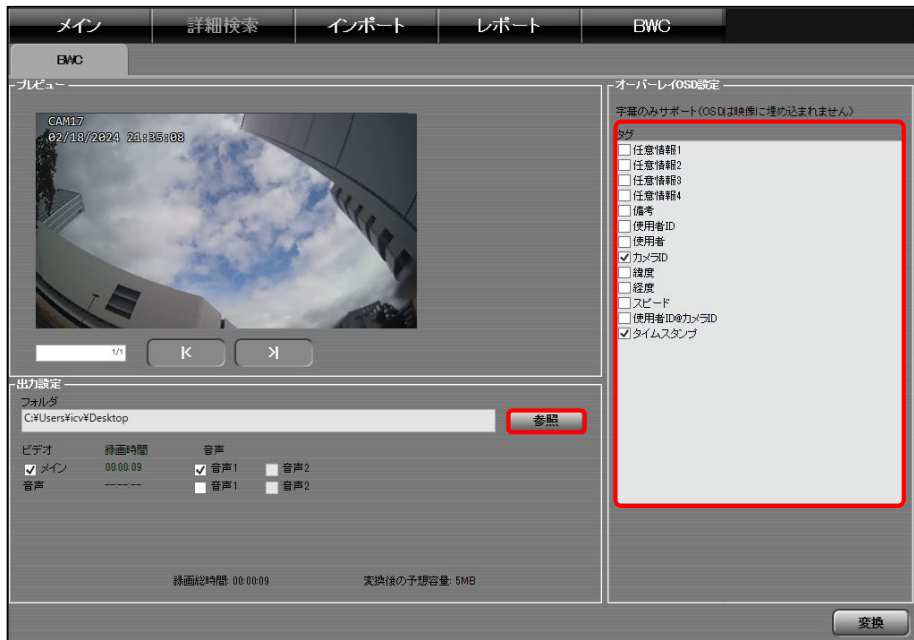 メイン 詳細検索 インポート レポート BWC
BWC
プレビュー
CAM17
02/18/2024 21:35:08
1/1
出力設定
フォルダ
C:¥Users¥icv¥Desktop
参照
ビデオ 録画時間 音声
メイン 00:00:09 音声1 音声2
音声 --:--:-- 音声1 音声2
録画総時間: 00:00:09 変換後の予想容量: 5MB
オーバーレイOSD設定
字幕のみサポート(OSDは映像に埋め込まれません)
タグ
任意情報1
任意情報2
任意情報3
任意情報4
備考
使用者ID
使用者
カメラID
緯度
経度
スピード
使用者ID@カメラID
タイムスタンプ
変換